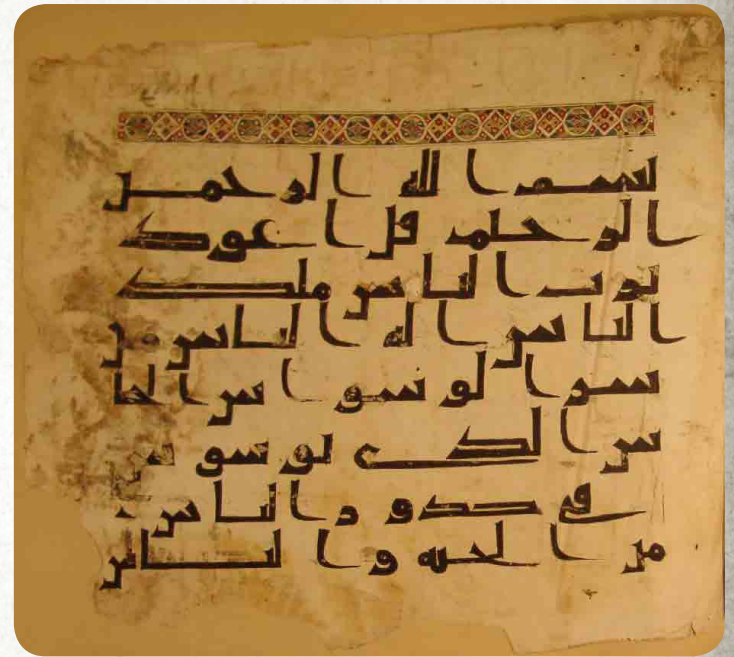 بسم الله الرحمن
الرحيم قل اعوذ
برب الناس ملك
الناس اله الناس من
شر الوسواس الخنا
س الذي يوسوس
في صدور الناس
من الجنة والناس